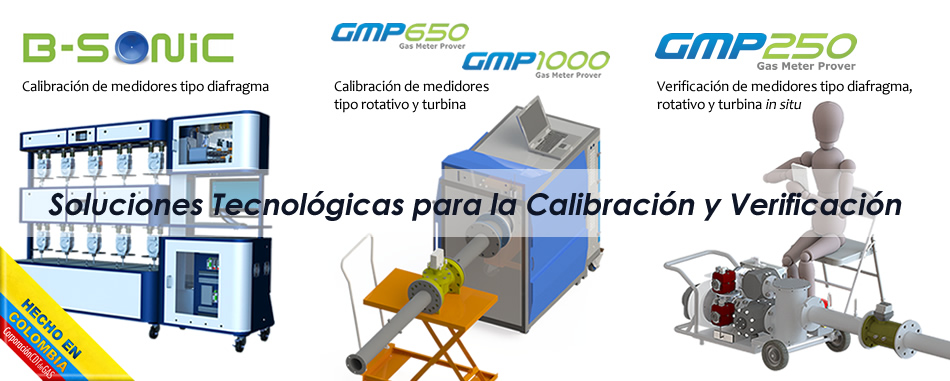 B-SONiC
Calibración de medidores tipo diafragma
GMP650
Gas Meter Prover
GMP1000
Gas Meter Prover
Calibración de medidores
tipo rotativo y turbina
GMP250
Gas Meter Prover
Verificación de medidores tipo diafragma,
rotativo y turbina in situ
Soluciones Tecnológicas para la Calibración y Verificación
HECHO EN
COLOMBIA
CorporaciónCDTdeGAS